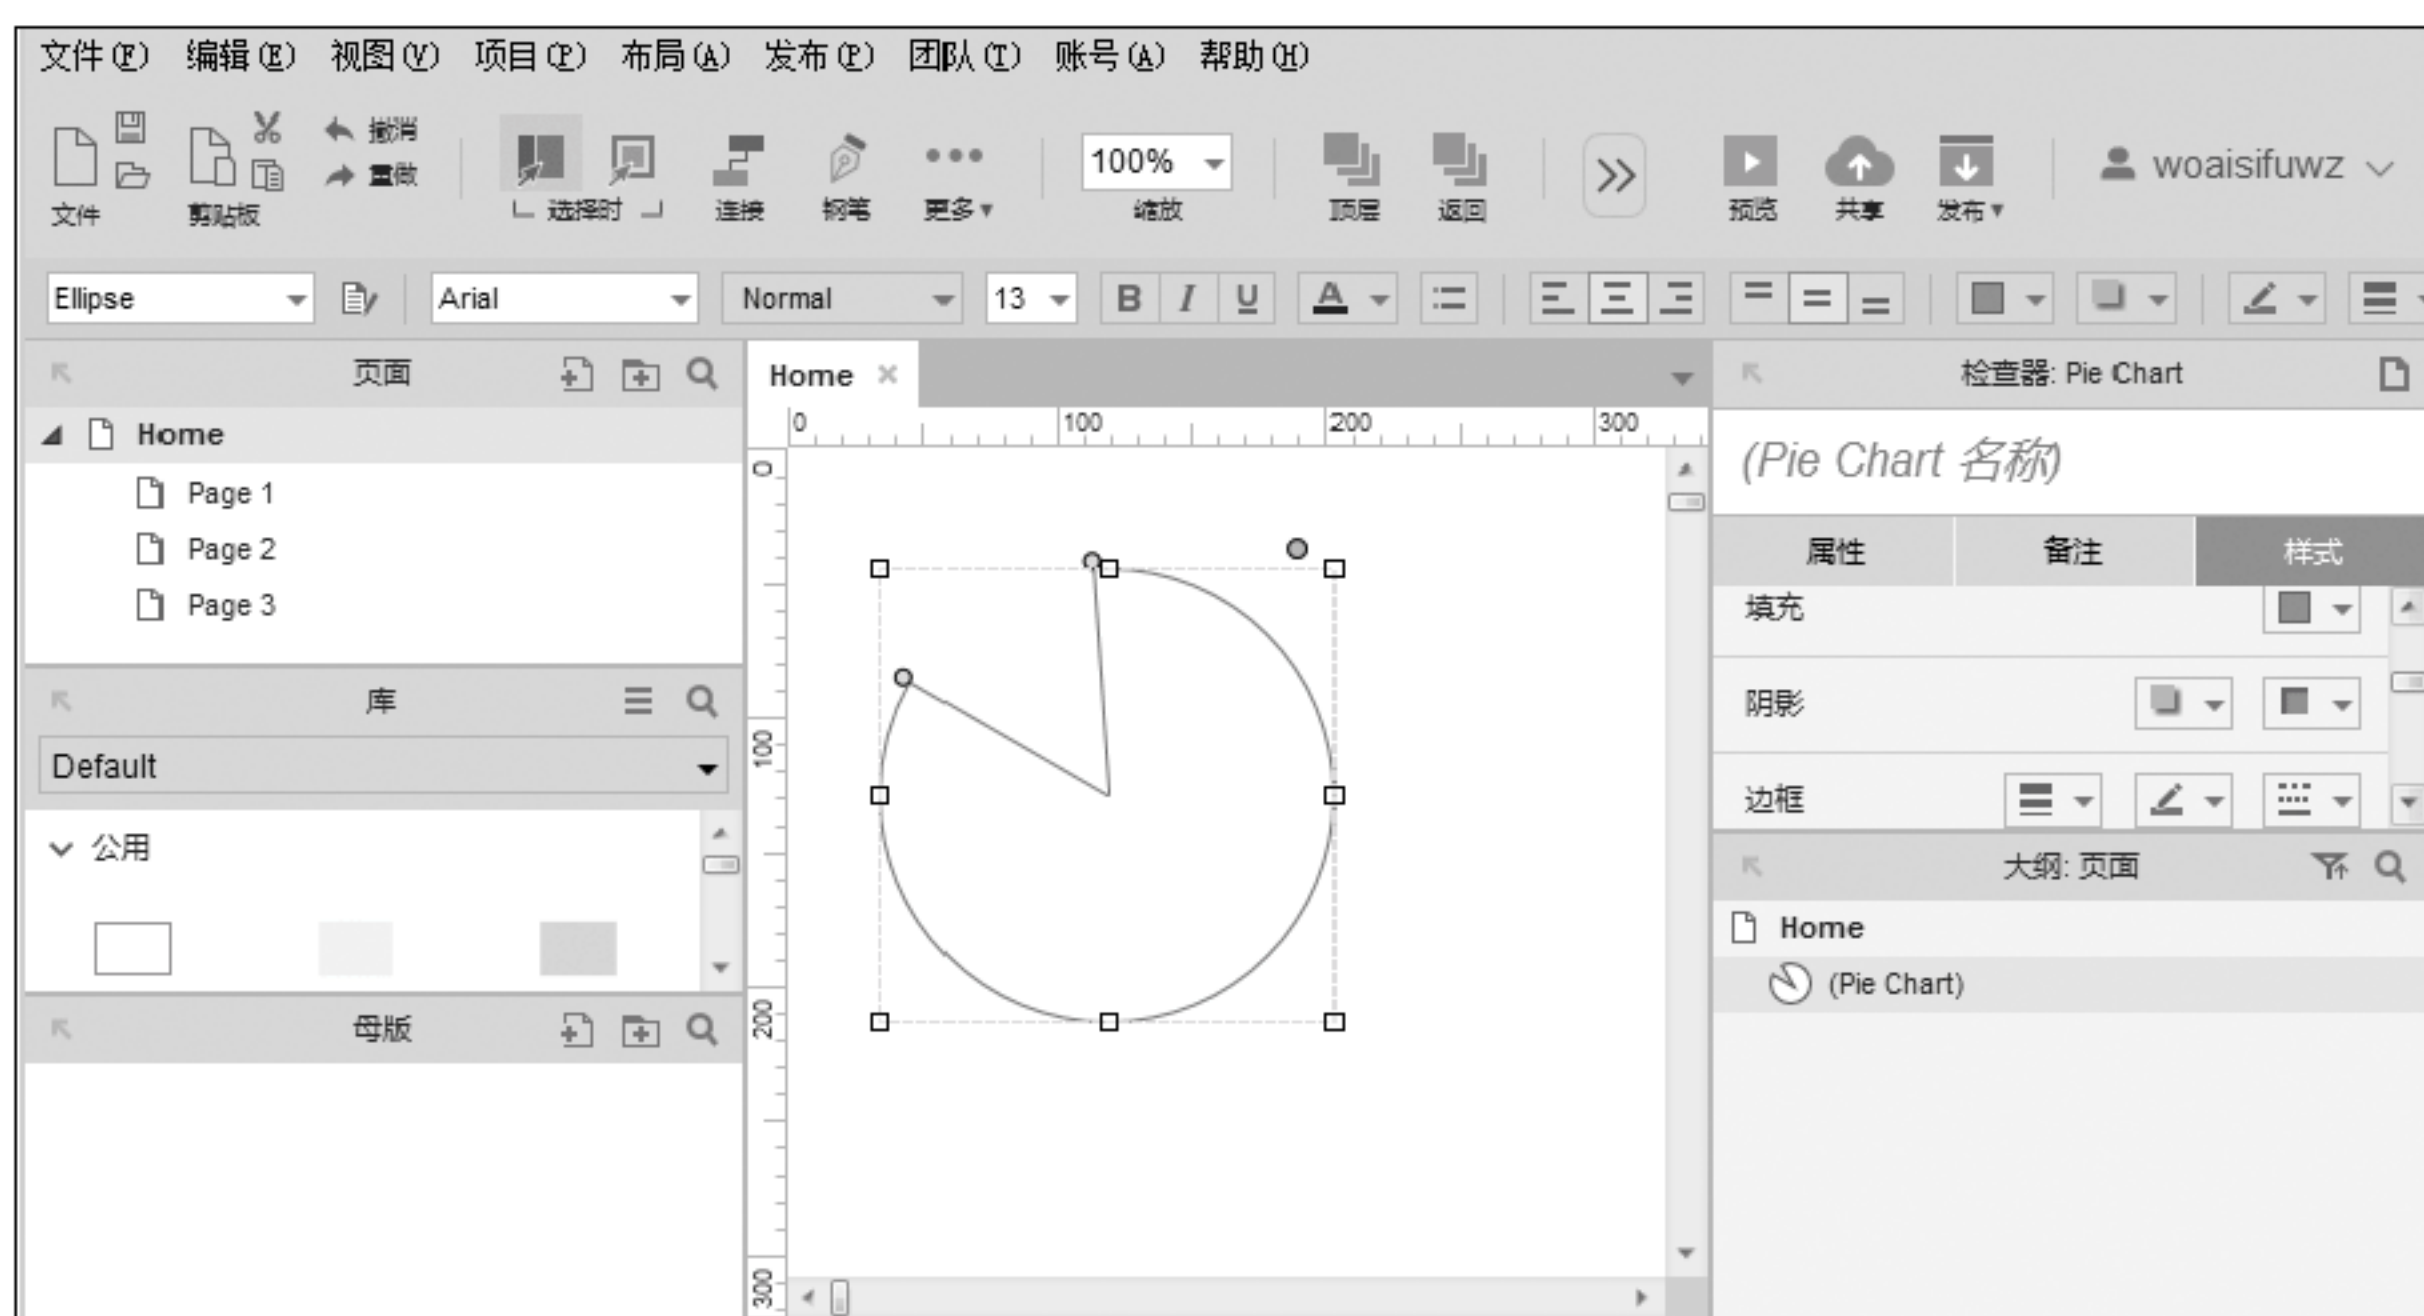 文件(F) 编辑(E) 视图(V) 项目(P) 布局(A) 发布(P) 团队(T) 账号(A) 帮助(H)
撤消
重做
100%
woaisifuwz
文件 剪贴板 选择时 连接 钢笔 更多▾ 缩放 顶层 返回 预览 共享 发布▾
Ellipse Arial Normal 13 B I U A
页面
Home
Page 1
Page 2
Page 3
库
Default
公用
母版
Home ×
0 100 200 300
0
100
200
300
检查器: Pie Chart
(Pie Chart 名称)
属性 备注 样式
填充
阴影
边框
大纲: 页面
Home
(Pie Chart)